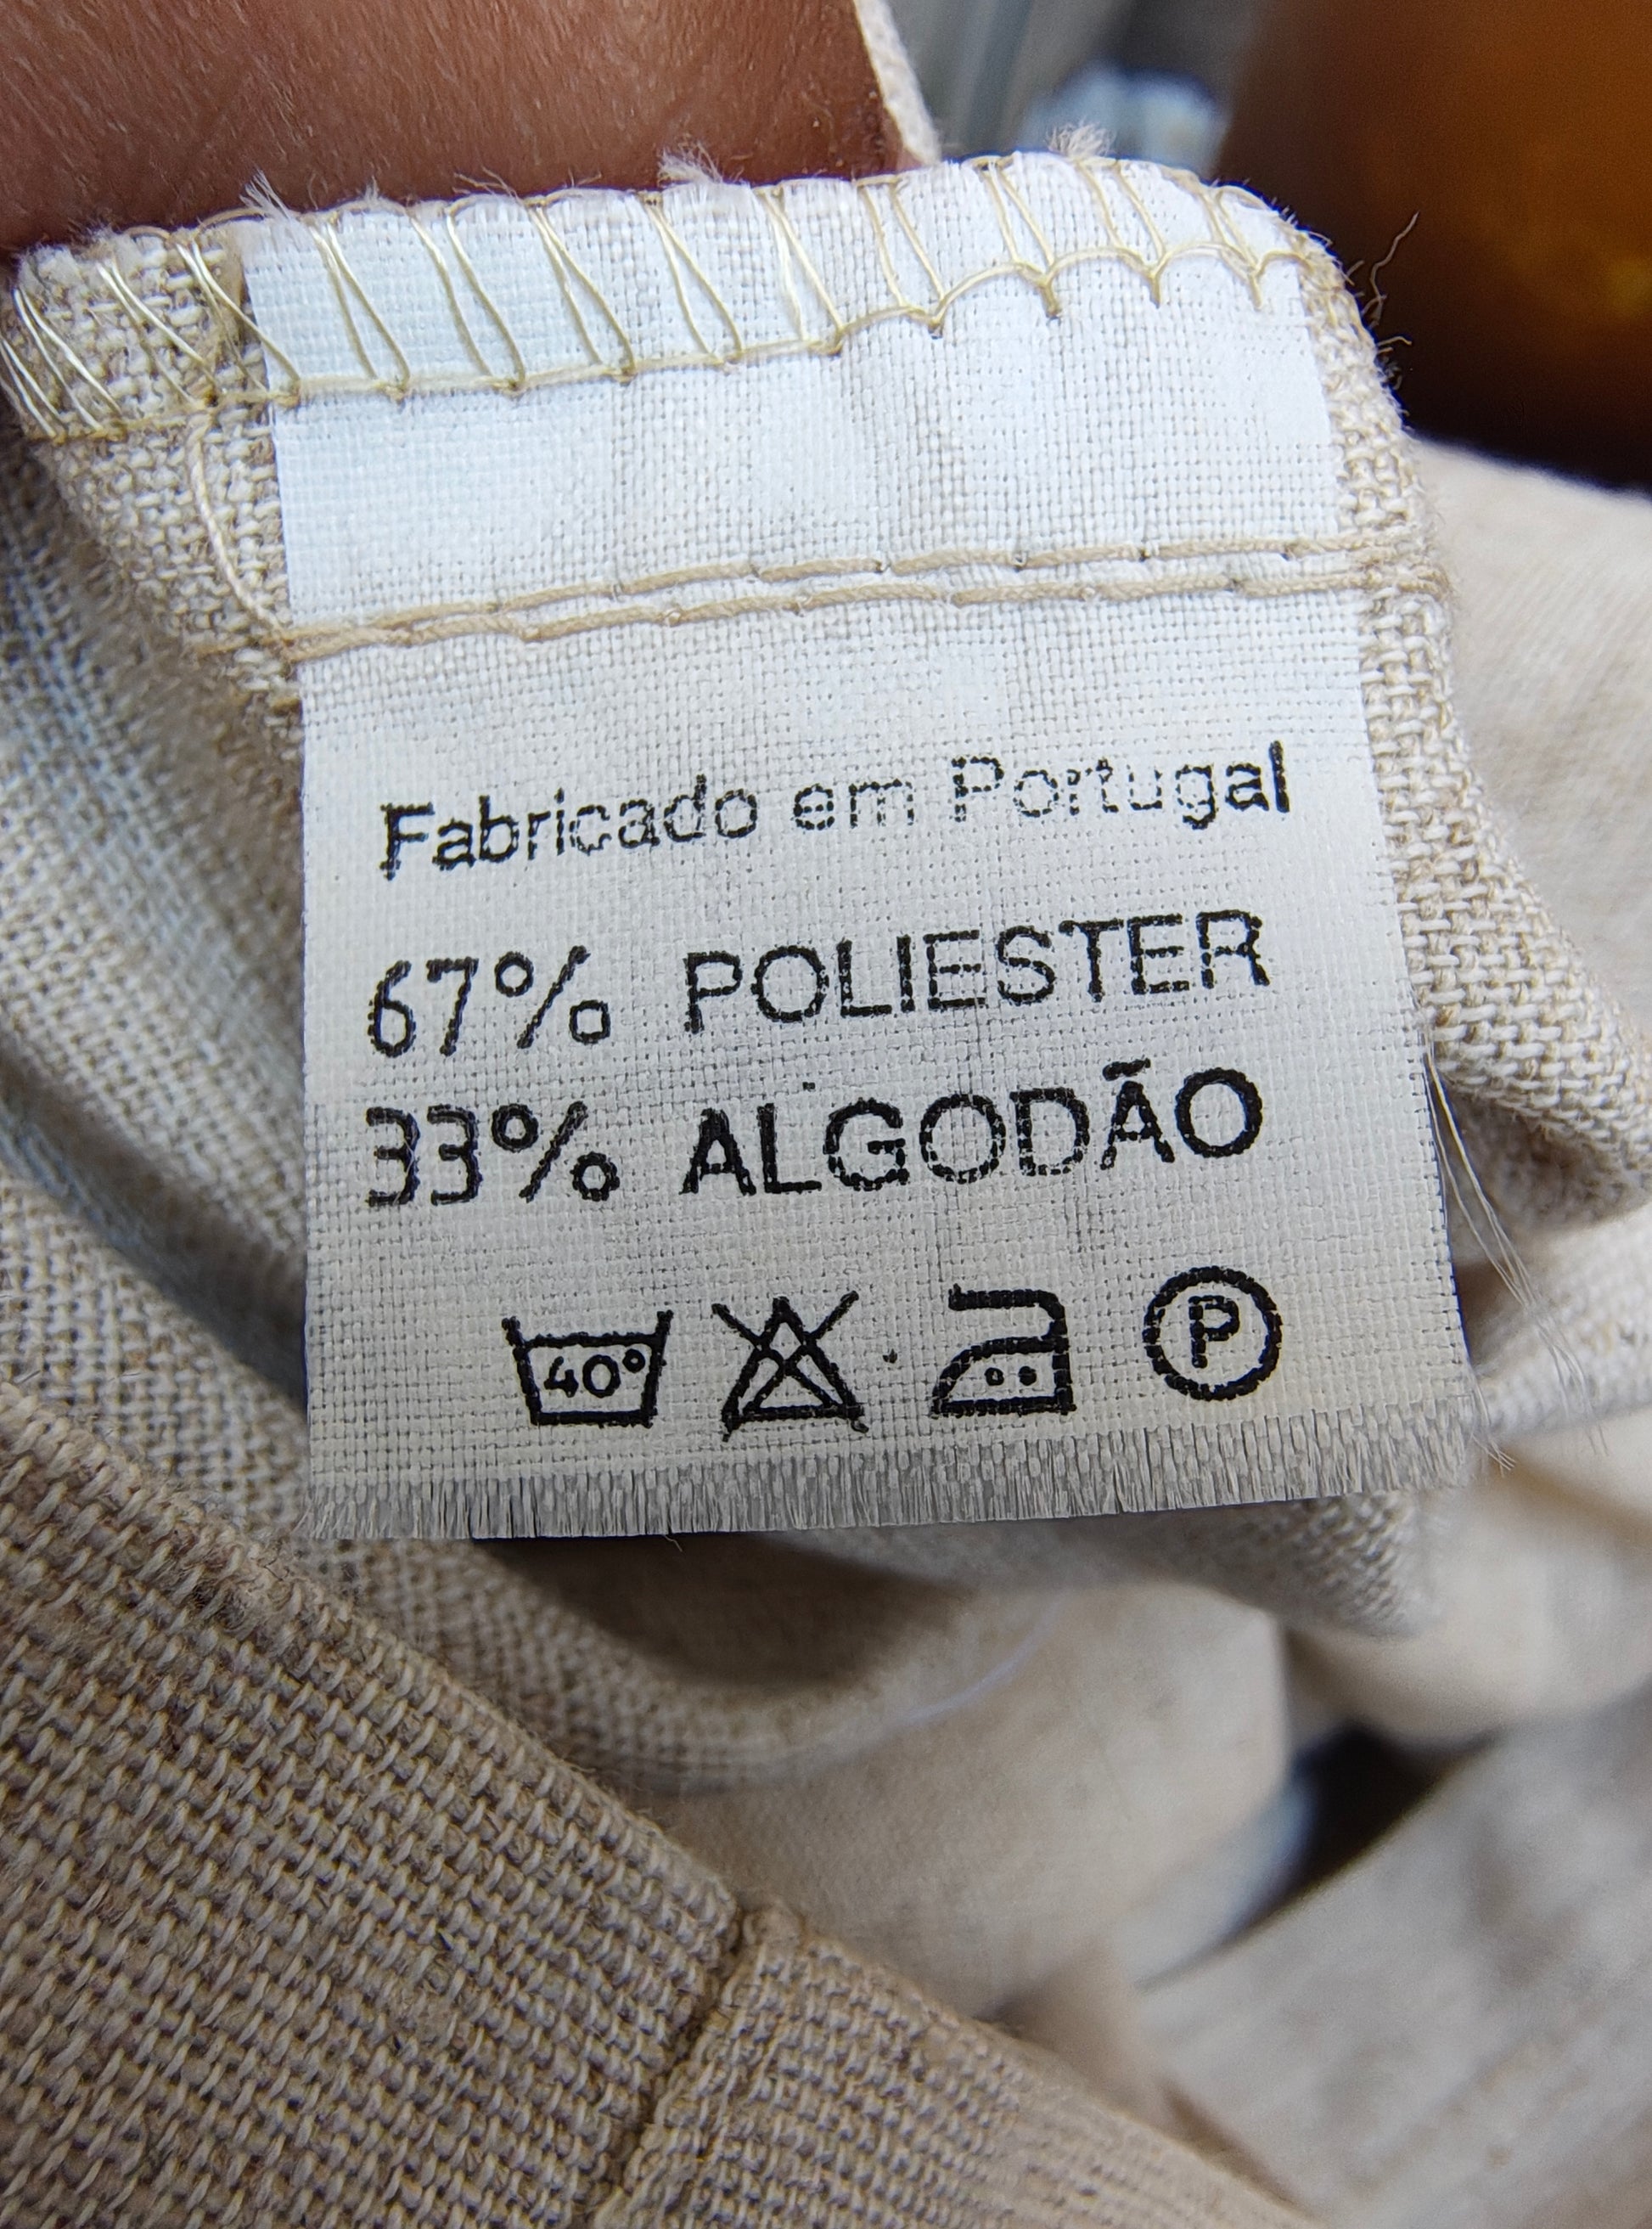 Fabricado em Portugal
67% POLIESTER
33% ALGODÃO
40° P